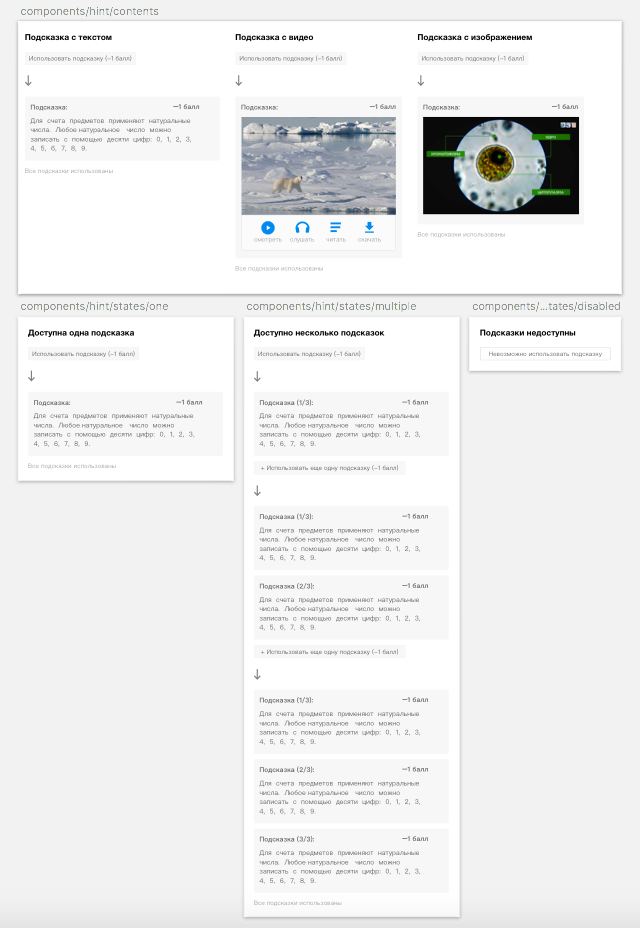 components/hint/contents
Подсказка с текстом
Использовать подсказку (−1 балл)
Подсказка: −1 балл
Для счета предметов применяют натуральные
числа. Любое натуральное число можно
записать с помощью десяти цифр: 0, 1, 2, 3,
4, 5, 6, 7, 8, 9.
Все подсказки использованы
Подсказка с видео
Использовать подсказку (−1 балл)
Подсказка: −1 балл
смотреть слушать читать скачать
Все подсказки использованы
Подсказка с изображением
Использовать подсказку (−1 балл)
Подсказка: −1 балл
Все подсказки использованы
components/hint/states/one
Доступна одна подсказка
Использовать подсказку (−1 балл)
Подсказка: −1 балл
Для счета предметов применяют натуральные
числа. Любое натуральное число можно
записать с помощью десяти цифр: 0, 1, 2, 3,
4, 5, 6, 7, 8, 9.
Все подсказки использованы
components/hint/states/multiple
Доступно несколько подсказок
Использовать подсказку (−1 балл)
Подсказка (1/3): −1 балл
Для счета предметов применяют натуральные
числа. Любое натуральное число можно
записать с помощью десяти цифр: 0, 1, 2, 3,
4, 5, 6, 7, 8, 9.
+ Использовать еще одну подсказку (−1 балл)
Подсказка (1/3): −1 балл
Для счета предметов применяют натуральные
числа. Любое натуральное число можно
записать с помощью десяти цифр: 0, 1, 2, 3,
4, 5, 6, 7, 8, 9.
Подсказка (2/3): −1 балл
Для счета предметов применяют натуральные
числа. Любое натуральное число можно
записать с помощью десяти цифр: 0, 1, 2, 3,
4, 5, 6, 7, 8, 9.
+ Использовать еще одну подсказку (−1 балл)
Подсказка (1/3): −1 балл
Для счета предметов применяют натуральные
числа. Любое натуральное число можно
записать с помощью десяти цифр: 0, 1, 2, 3,
4, 5, 6, 7, 8, 9.
Подсказка (2/3): −1 балл
Для счета предметов применяют натуральные
числа. Любое натуральное число можно
записать с помощью десяти цифр: 0, 1, 2, 3,
4, 5, 6, 7, 8, 9.
Подсказка (3/3): −1 балл
Для счета предметов применяют натуральные
числа. Любое натуральное число можно
записать с помощью десяти цифр: 0, 1, 2, 3,
4, 5, 6, 7, 8, 9.
Все подсказки использованы
components/...tates/disabled
Подсказки недоступны
Невозможно использовать подсказку